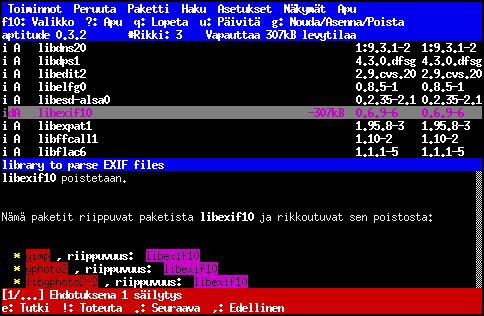 Toiminnot Peruuta Paketti Haku Asetukset Näkymät Apu
f10: Valikko ?: Apu q: Lopeta u: Päivitä g: Nouda/Asenna/Poista
aptitude 0.3.2 #Rikki: 3 Vapauttaa 307kB levytilaa
i A libdns20 1:9.3.1-2 1:9.3.1-2
i A libdps1 4.3.0.dfsg 4.3.0.dfsg
i A libedit2 2.9.cvs.20 2.9.cvs.20
i A libelfg0 0.8.5-1 0.8.5-1
i A libesd-alsa0 0.2.35-2.1 0.2.35-2.1
idA libexif10 -307kB 0.6.9-6 0.6.9-6
i A libexpat1 1.95.8-3 1.95.8-3
i A libffcall1 1.10-2 1.10-2
i A libflac6 1.1.1-5 1.1.1-5
library to parse EXIF files
libexif10 poistetaan.
Nämä paketit riippuvat paketista libexif10 ja rikkoutuvat sen poistosta:
* gimp , riippuvuus: libexif10
* gphoto2 , riippuvuus: libexif10
* libgphoto2-2 , riippuvuus: libexif10
[1/...] Ehdotuksena 1 säilytys
e: Tutki !: Toteuta .: Seuraava ,: Edellinen